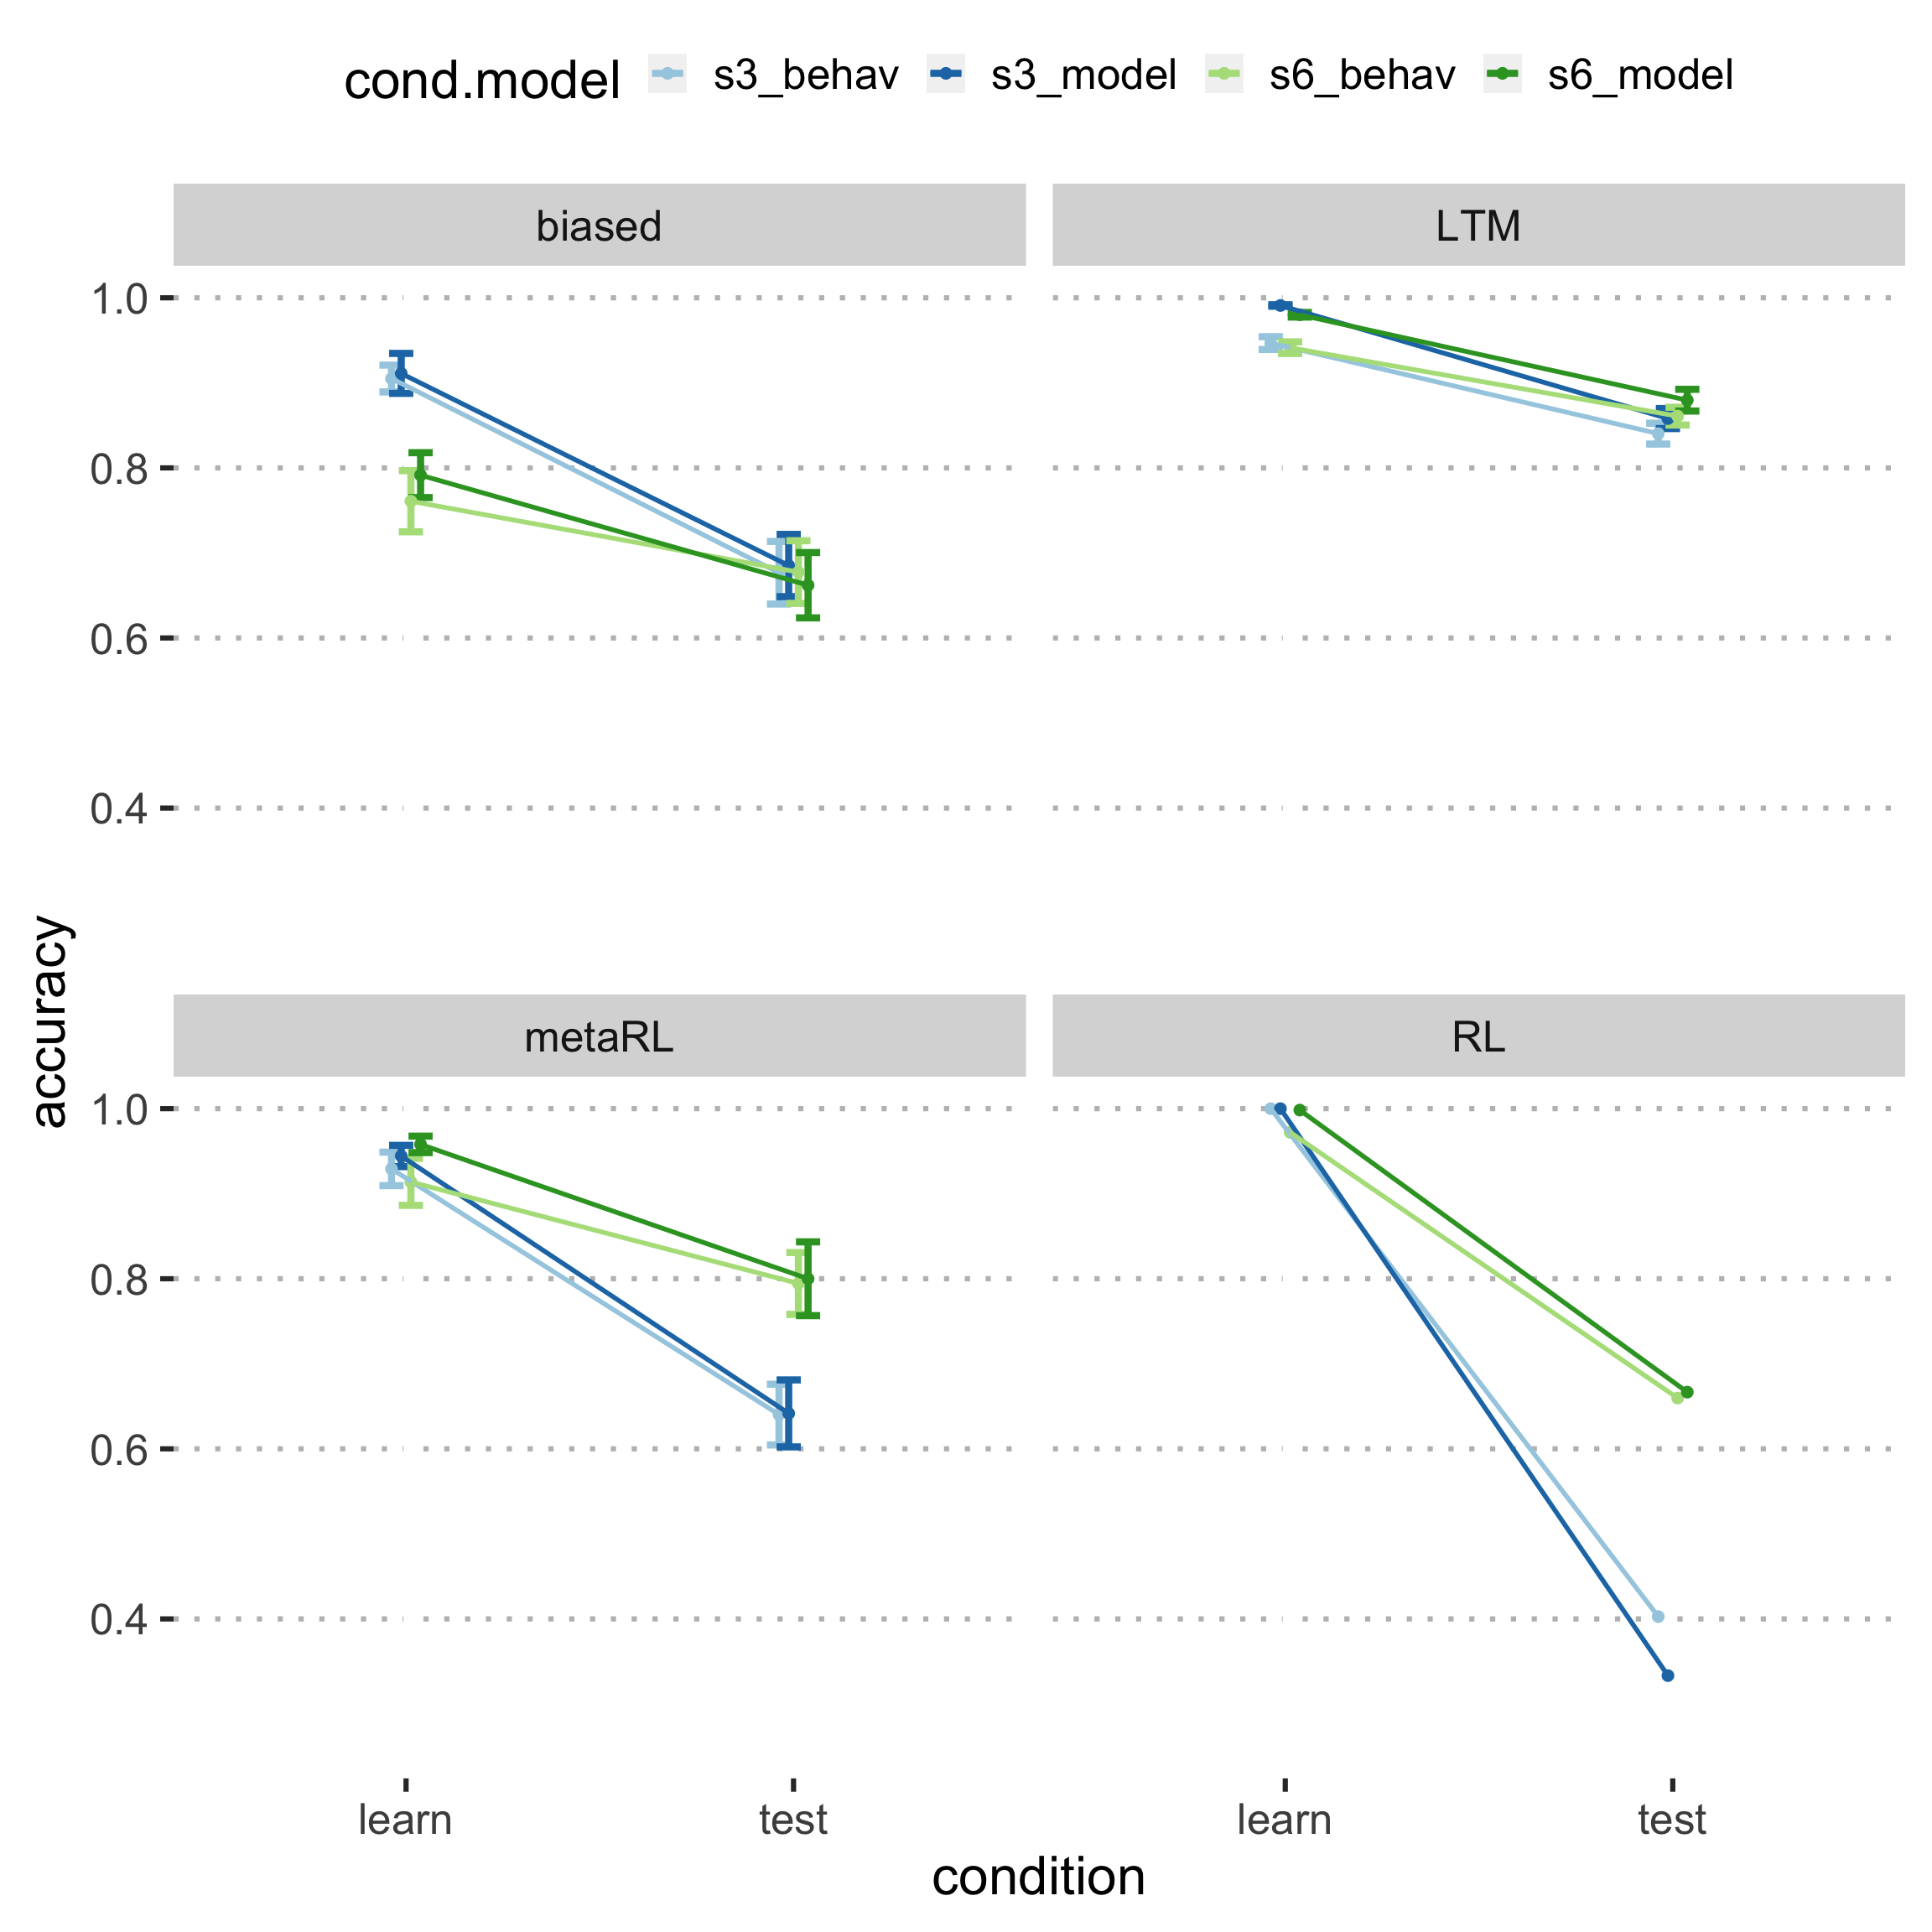 cond.model s3_behav s3_model s6_behav s6_model
biased LTM
1.0
0.8
0.6
0.4
accuracy
metaRL RL
1.0
0.8
0.6
0.4
learn test learn test
condition